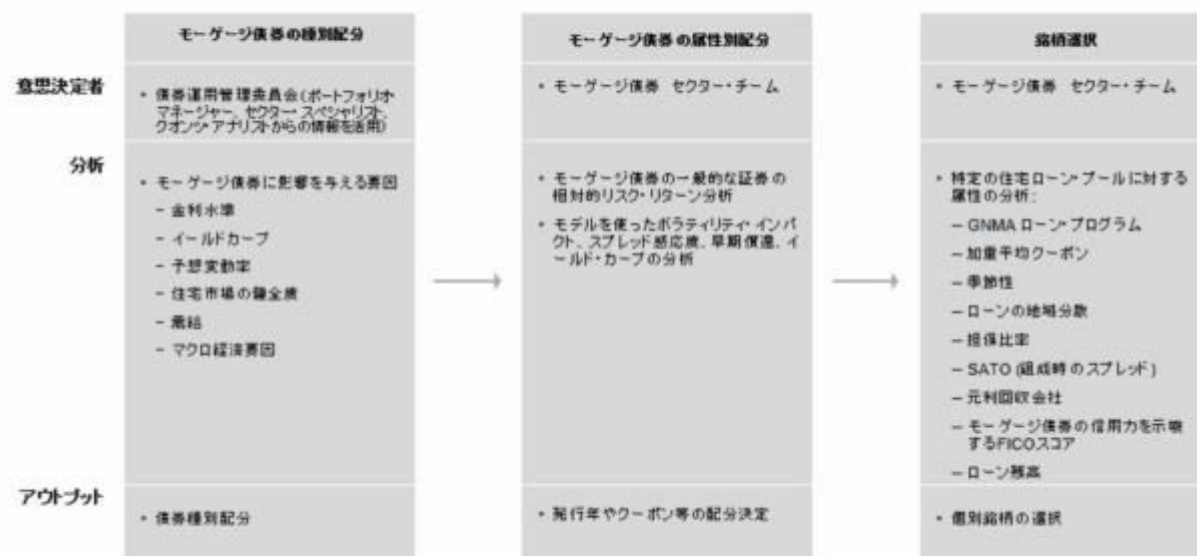 モーゲージ債券の種別配分
モーゲージ債券の属性別配分
銘柄選択
意思決定者
• 債券運用管理委員会(ポートフォリオ・
マネージャー、セクター・スペシャリスト、
クオンツ・アナリストからの情報を活用)
• モーゲージ債券 セクター・チーム
• モーゲージ債券 セクター・チーム
分析
• モーゲージ債券に影響を与える要因
− 金利水準
− イールドカーブ
− 予想変動率
− 住宅市場の健全度
− 需給
− マクロ経済要因
• モーゲージ債券の一般的な証券の
相対的リスク・リターン分析
• モデルを使ったボラティリティ・インパ
クト、スプレッド感応度、早期償還、イ
ールド・カーブの分析
• 特定の住宅ローン・プールに対する
属性の分析:
− GNMA ローン・プログラム
− 加重平均クーポン
− 季節性
− ローンの地域分散
− 担保比率
− SATO (組成時のスプレッド)
− 元利回収会社
− モーゲージ債券の信用力を示唆
するFICOスコア
− ローン残高
アウトプット
• 債券種別配分
• 発行年やクーポン等の配分決定
• 個別銘柄の選択